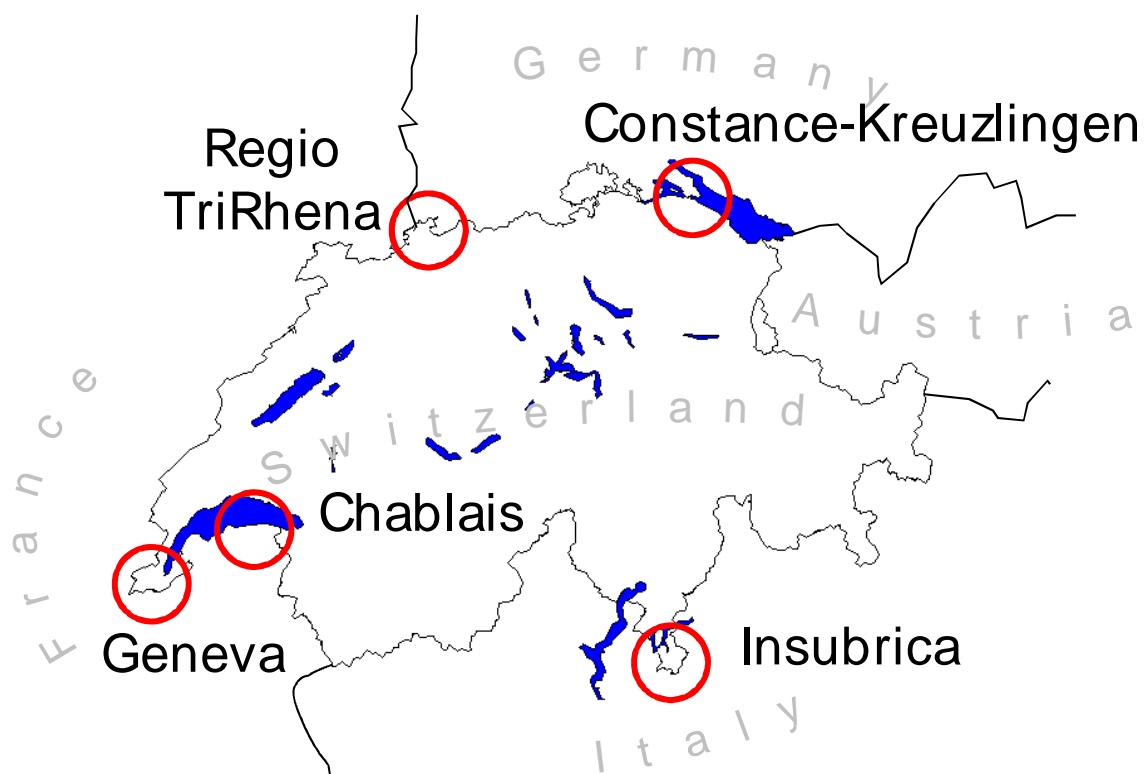 Germany
Constance-Kreuzlingen
Regio
TriRhena
Austria
France
Switzerland
Chablais
Geneva
Insubrica
Italy